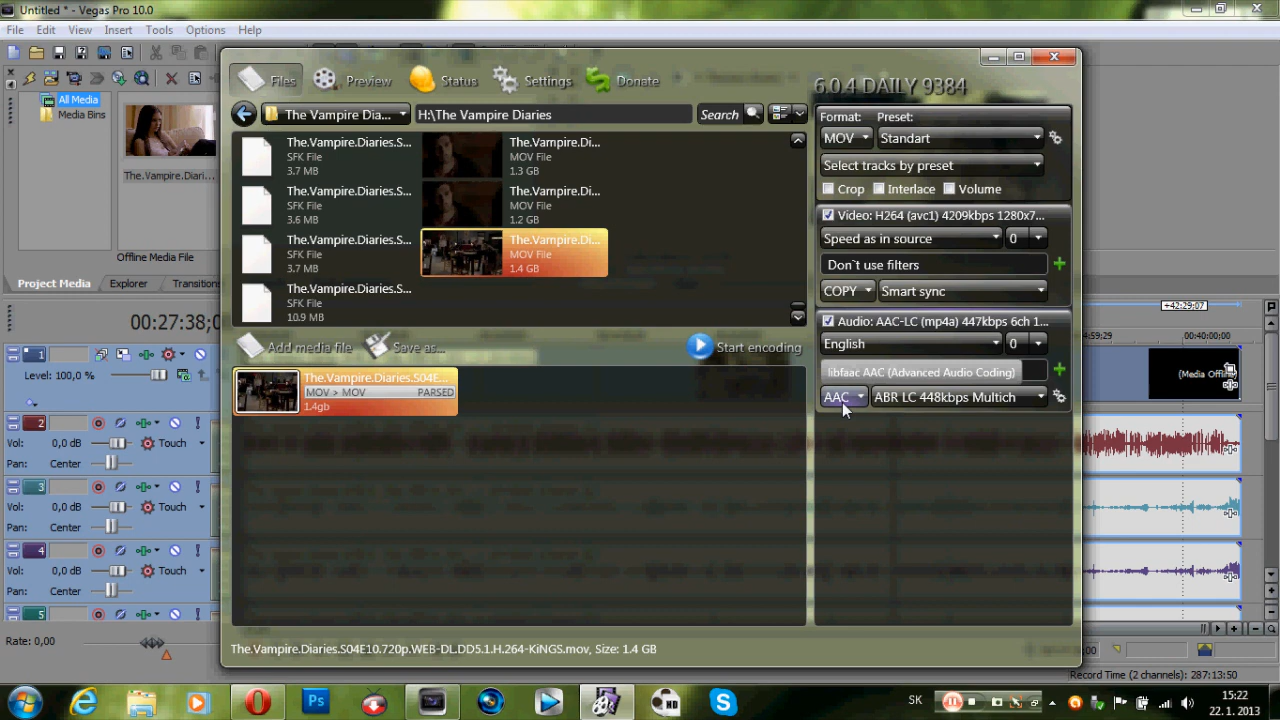 Untitled * - Vegas Pro 10.0
File Edit View Insert Tools Options Help
All Media
Media Bins
The.Vampire.Diari...
Offline Media File
Project Media Explorer Transitions
00:27:38;0
1
Level: 100,0 %
2
Vol: 0,0 dB Touch
Pan: Center
3
Vol: 0,0 dB Touch
Pan: Center
4
Vol: 0,0 dB Touch
Pan: Center
5
Rate: 0,00
Files Preview Status Settings Donate
The Vampire Dia... H:\The Vampire Diaries Search
The.Vampire.Diaries.S...
SFK File
3.7 MB
The.Vampire.Di...
MOV File
1.3 GB
The.Vampire.Diaries.S...
SFK File
3.6 MB
The.Vampire.Di...
MOV File
1.2 GB
The.Vampire.Diaries.S...
SFK File
3.7 MB
The.Vampire.Di...
MOV File
1.4 GB
The.Vampire.Diaries.S...
SFK File
10.9 MB
Add media file Save as... Start encoding
The.Vampire.Diaries.S04E...
MOV > MOV PARSED
1.4gb
The.Vampire.Diaries.S04E10.720p.WEB-DL.DD5.1.H.264-KiNGS.mov, Size: 1.4 GB
6.0.4 DAILY 9384
Format: Preset:
MOV Standart
Select tracks by preset
Crop Interlace Volume
Video: H264 (avc1) 4209kbps 1280x7...
Speed as in source 0
Don`t use filters
COPY Smart sync
Audio: AAC-LC (mp4a) 447kbps 6ch 1...
English 0
libfaac AAC (Advanced Audio Coding)
AAC ABR LC 448kbps Multich
+42:29;07
:59;29 00:40:00;00
(Media Off
Record Time (2 channels): 287:13:50
SK 15:22
22. 1. 2013